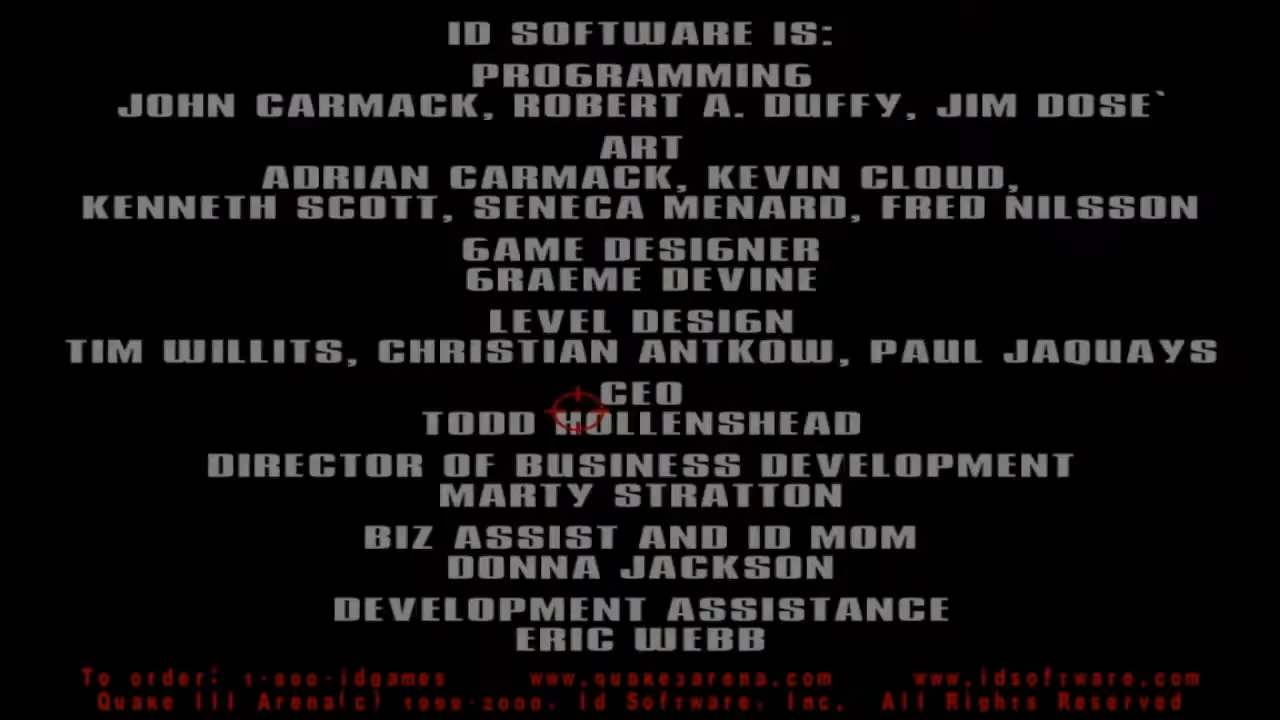 ID SOFTWARE IS:
PROGRAMMING
JOHN CARMACK, ROBERT A. DUFFY, JIM DOSE`
ART
ADRIAN CARMACK, KEVIN CLOUD,
KENNETH SCOTT, SENECA MENARD, FRED NILSSON
GAME DESIGNER
GRAEME DEVINE
LEVEL DESIGN
TIM WILLITS, CHRISTIAN ANTKOW, PAUL JAQUAYS
CEO
TODD HOLLENSHEAD
DIRECTOR OF BUSINESS DEVELOPMENT
MARTY STRATTON
BIZ ASSIST AND ID MOM
DONNA JACKSON
DEVELOPMENT ASSISTANCE
ERIC WEBB
To order: 1-800-idgames www.quake3arena.com www.idsoftware.com
Quake III Arena(c) 1999-2000, Id Software, Inc. All Rights Reserved